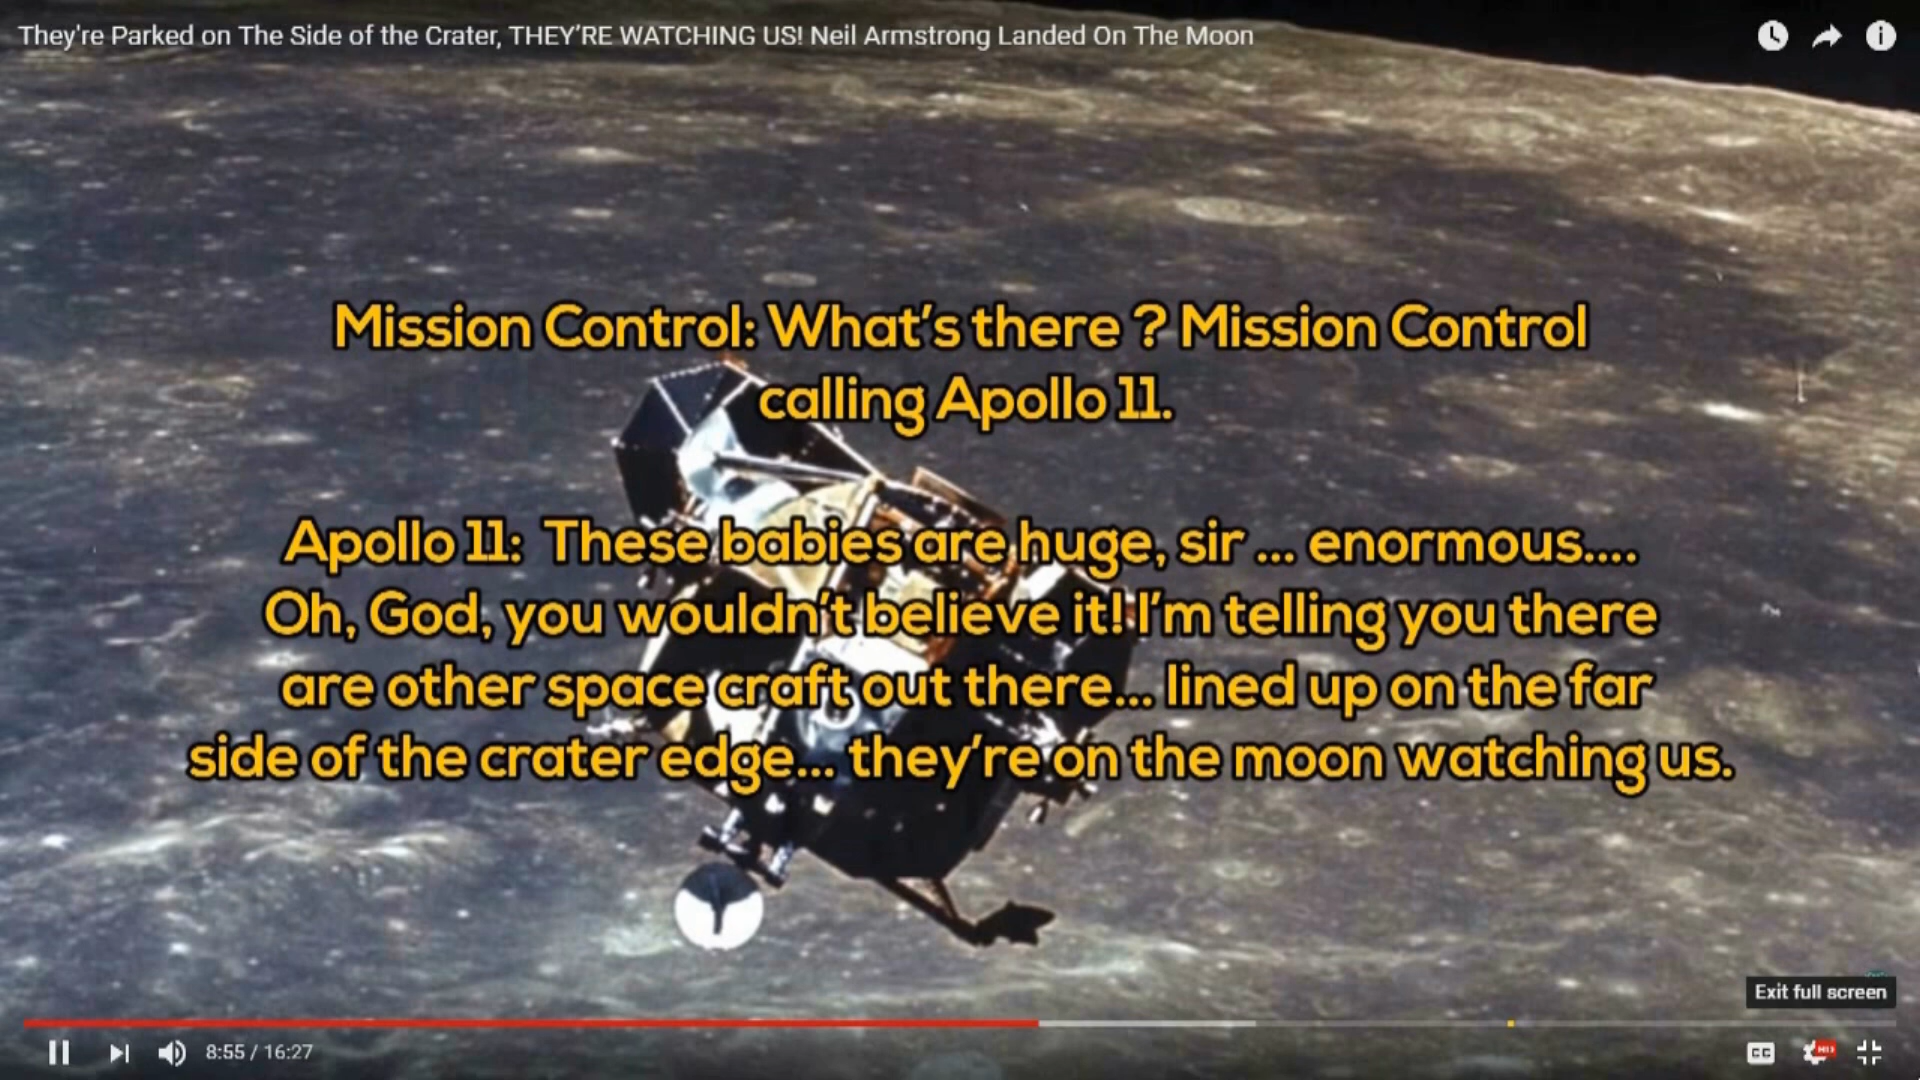 They're Parked on The Side of the Crater, THEY'RE WATCHING US! Neil Armstrong Landed On The Moon
Mission Control: What's there ? Mission Control
calling Apollo 11.
Apollo 11: These babies are huge, sir ... enormous....
Oh, God, you wouldn't believe it! I'm telling you there
are other space craft out there... lined up on the far
side of the crater edge... they're on the moon watching us.
Exit full screen
8:55 / 16:27
CC
HD